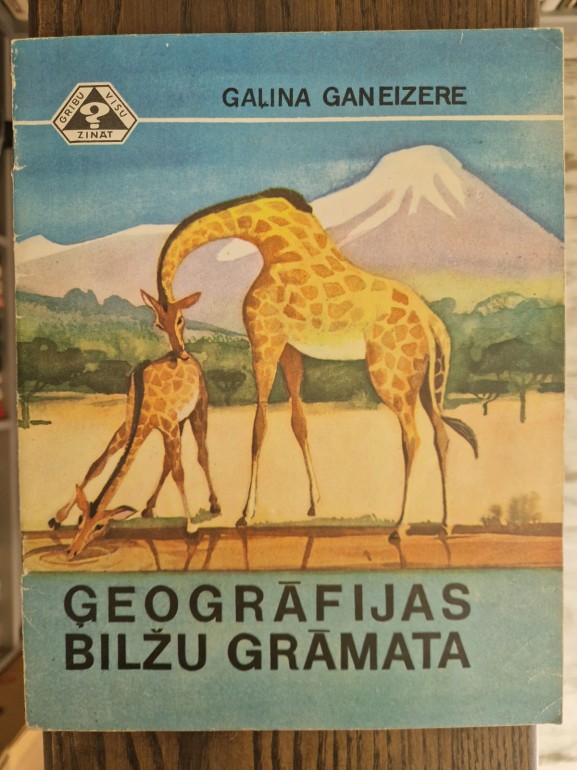 GRIBU VISU
?
ZINĀT
GAĻINA GANEIZERE
ĢEOGRĀFIJAS
BILŽU GRĀMATA